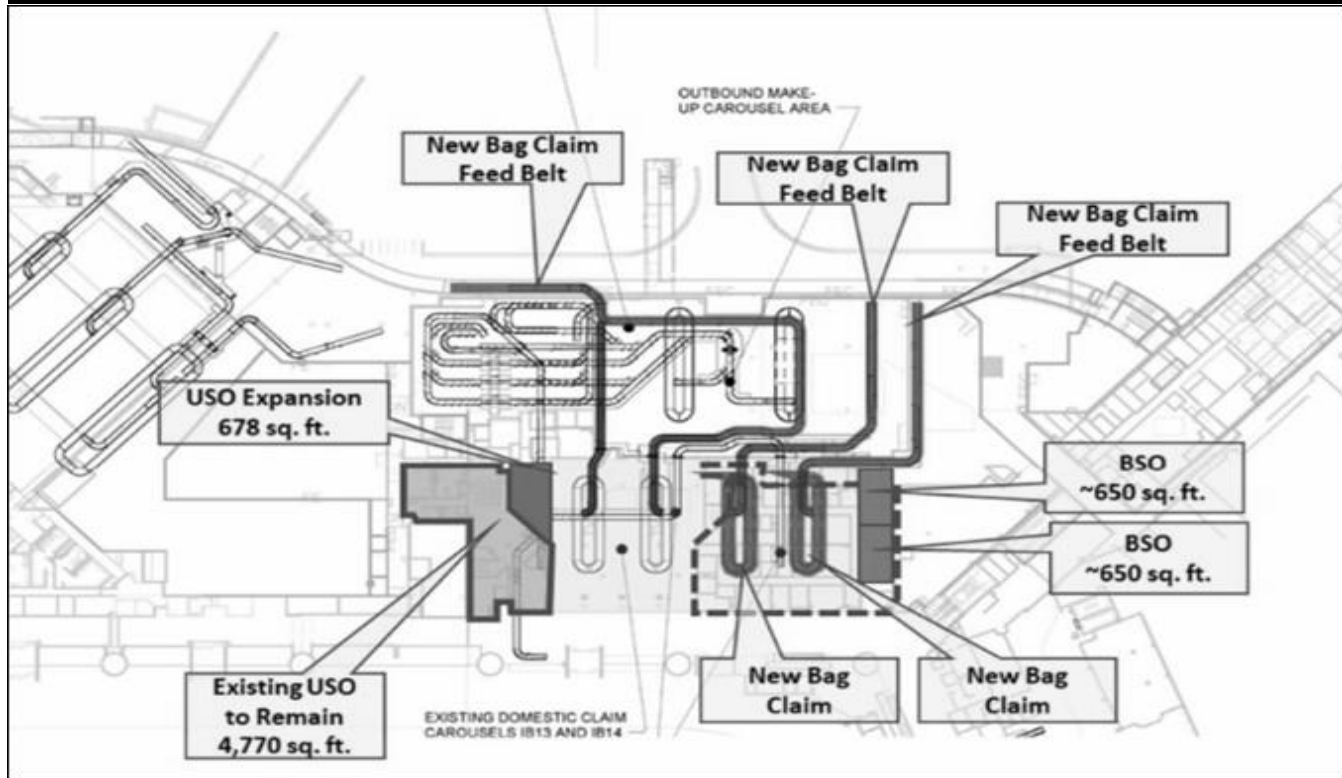 OUTBOUND MAKE-
UP CAROUSEL AREA
New Bag Claim
Feed Belt
New Bag Claim
Feed Belt
New Bag Claim
Feed Belt
USO Expansion
678 sq. ft.
BSO
~650 sq. ft.
BSO
~650 sq. ft.
Existing USO
to Remain
4,770 sq. ft.
EXISTING DOMESTIC CLAIM
CAROUSELS IB13 AND IB14
New Bag
Claim
New Bag
Claim